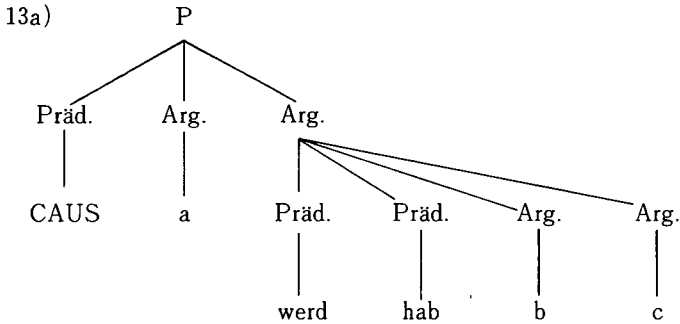 13a) P
Präd. Arg. Arg.
CAUS a Präd. Präd. Arg. Arg.
werd hab b c